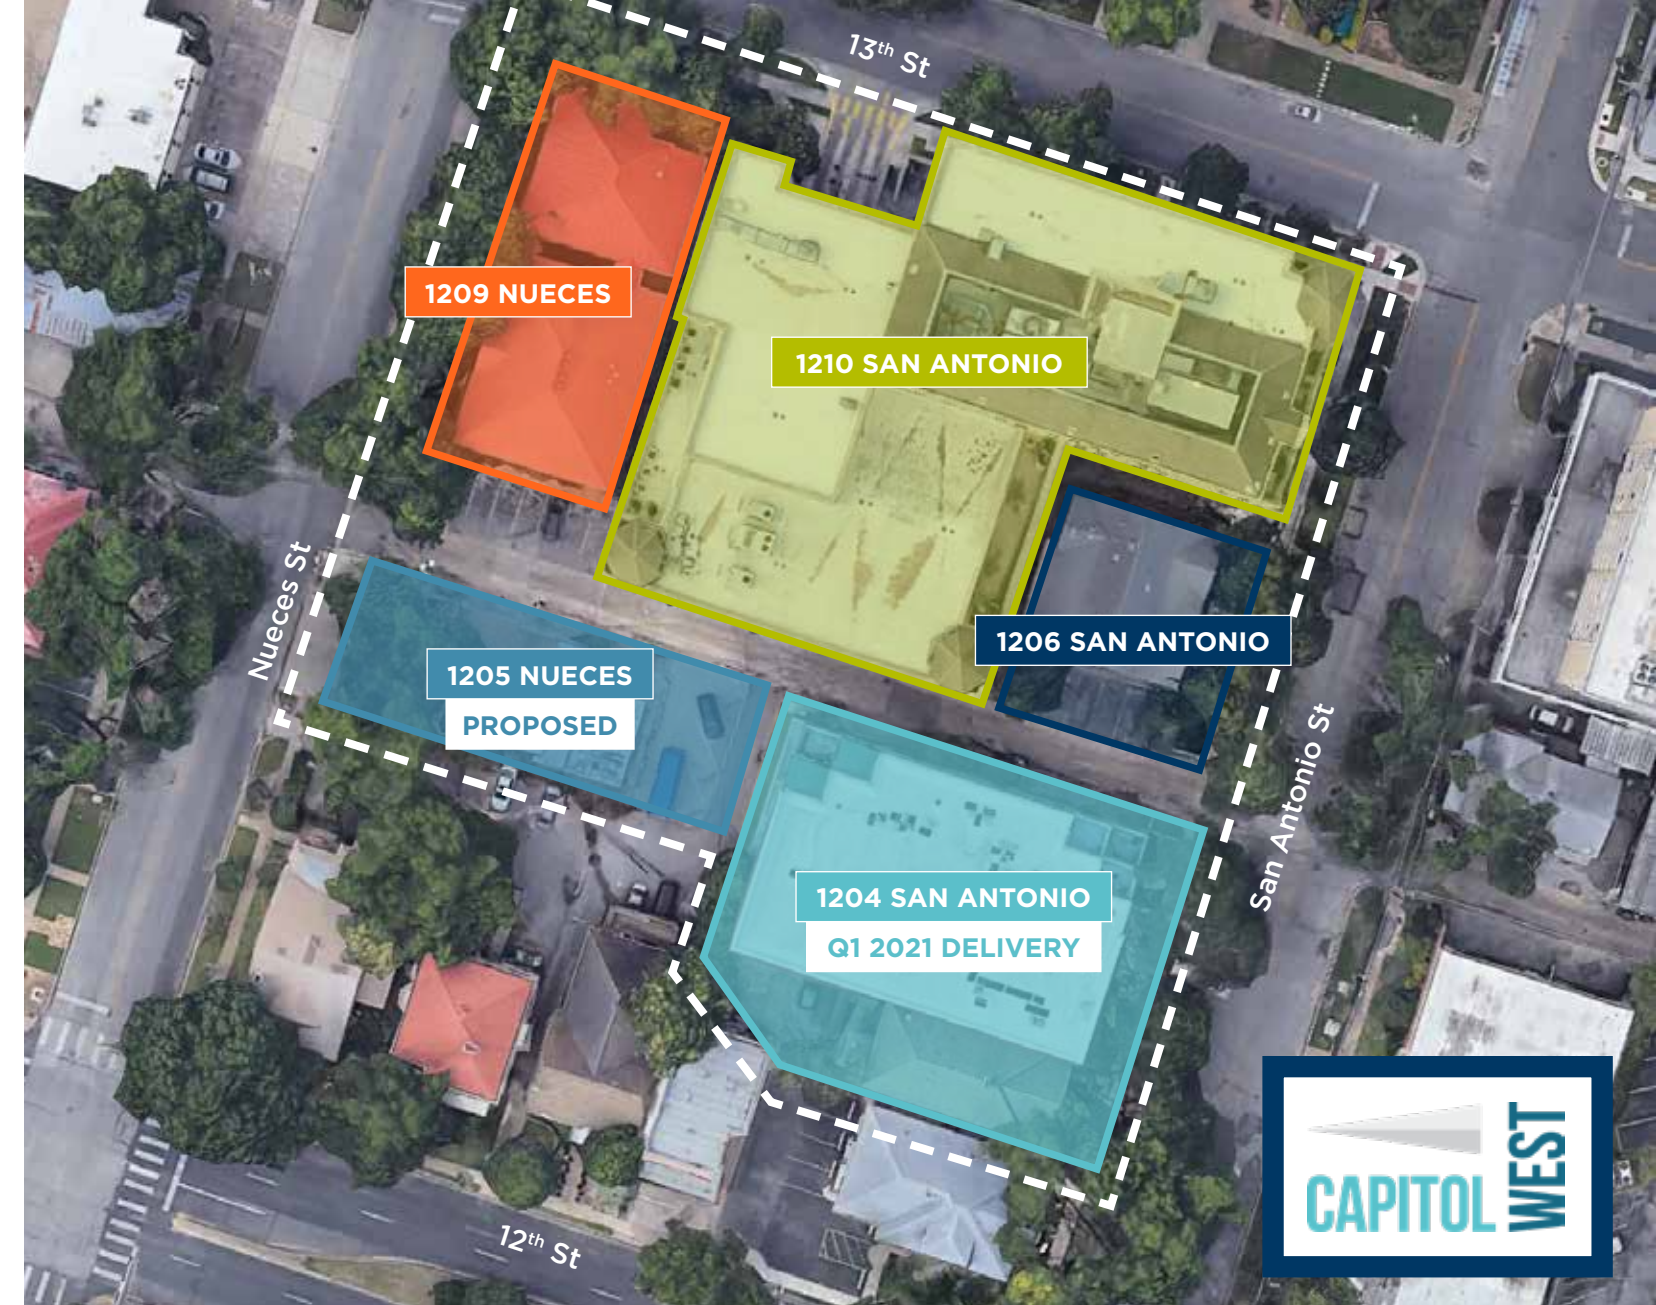 13th St
1209 NUECES
1210 SAN ANTONIO
Nueces St
1206 SAN ANTONIO
1205 NUECES
PROPOSED
San Antonio St
1204 SAN ANTONIO
Q1 2021 DELIVERY
12th St
CAPITOL
WEST